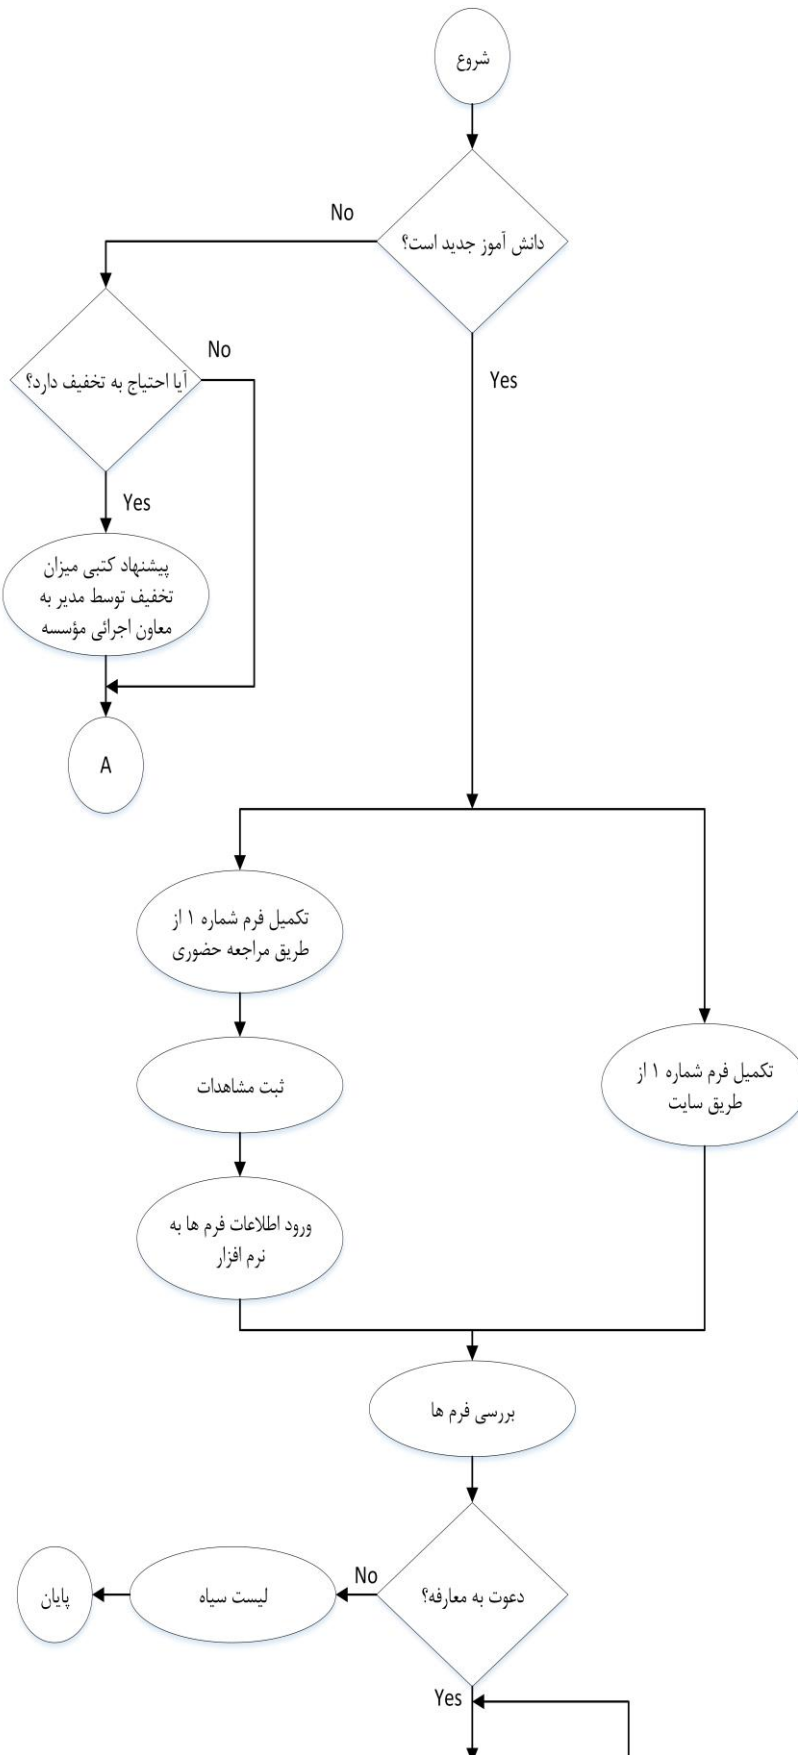 شروع
دانش آموز جدید است؟
No
Yes
آیا احتیاج به تخفیف دارد؟
No
Yes
پیشنهاد کتبی میزان
تخفیف توسط مدیر به
معاون اجرائی مؤسسه
A
تکمیل فرم شماره ۱ از
طریق مراجعه حضوری
ثبت مشاهدات
ورود اطلاعات فرم ها به
نرم افزار
تکمیل فرم شماره ۱ از
طریق سایت
بررسی فرم ها
دعوت به معارفه؟
No
لیست سیاه
پایان
Yes